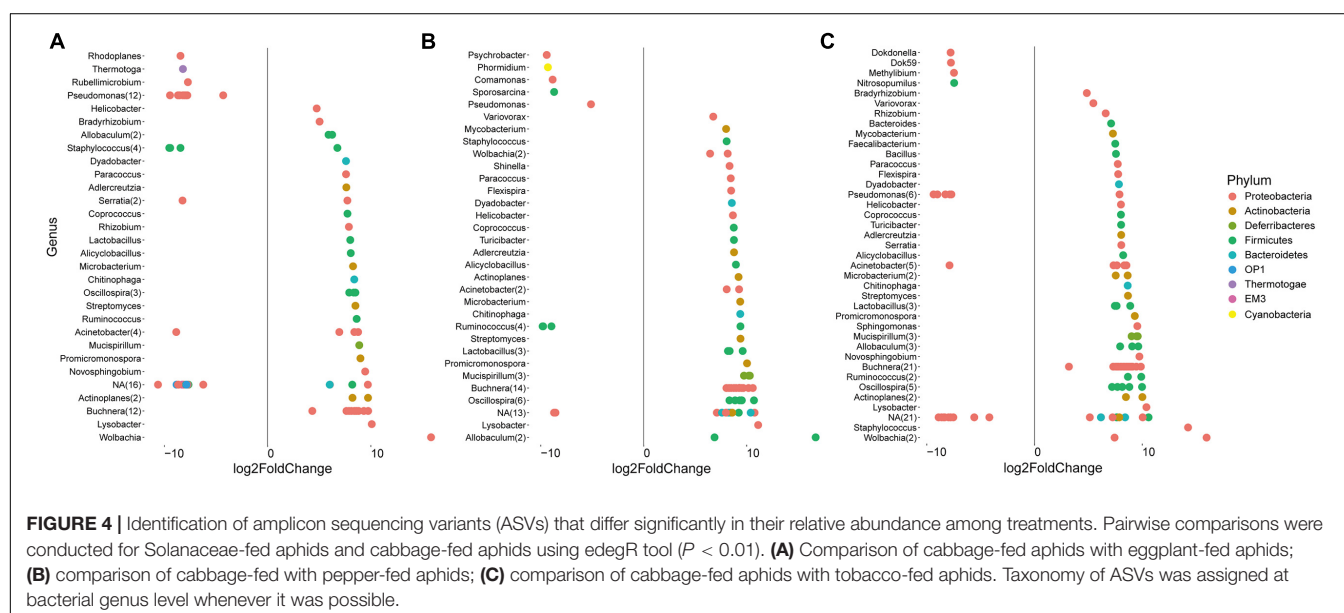 A
B
C
Genus
Rhodoplanes
Thermotoga
Rubellimicrobium
Pseudomonas(12)
Helicobacter
Bradyrhizobium
Allobaculum(2)
Staphylococcus(4)
Dyadobacter
Paracoccus
Adlercreutzia
Serratia(2)
Coprococcus
Rhizobium
Lactobacillus
Alicyclobacillus
Microbacterium
Chitinophaga
Oscillospira(3)
Streptomyces
Ruminococcus
Acinetobacter(4)
Mucispirillum
Promicromonospora
Novosphingobium
NA(16)
Actinoplanes(2)
Buchnera(12)
Lysobacter
Wolbachia
−10 0 10
log2FoldChange
Psychrobacter
Phormidium
Comamonas
Sporosarcina
Pseudomonas
Variovorax
Mycobacterium
Staphylococcus
Wolbachia(2)
Shinella
Paracoccus
Flexispira
Dyadobacter
Helicobacter
Coprococcus
Turicibacter
Adlercreutzia
Alicyclobacillus
Actinoplanes
Acinetobacter(2)
Microbacterium
Chitinophaga
Ruminococcus(4)
Streptomyces
Lactobacillus(3)
Promicromonospora
Mucispirillum(3)
Buchnera(14)
Oscillospira(6)
NA(13)
Lysobacter
Allobaculum(2)
−10 0 10
log2FoldChange
Dokdonella
Dok59
Methylibium
Nitrosopumilus
Bradyrhizobium
Variovorax
Rhizobium
Bacteroides
Mycobacterium
Faecalibacterium
Bacillus
Paracoccus
Flexispira
Dyadobacter
Pseudomonas(6)
Helicobacter
Coprococcus
Turicibacter
Adlercreutzia
Serratia
Alicyclobacillus
Acinetobacter(5)
Microbacterium(2)
Chitinophaga
Streptomyces
Lactobacillus(3)
Promicromonospora
Sphingomonas
Mucispirillum(3)
Allobaculum(3)
Novosphingobium
Buchnera(21)
Ruminococcus(2)
Oscillospira(5)
Actinoplanes(2)
Lysobacter
NA(21)
Staphylococcus
Wolbachia(2)
−10 0 10
log2FoldChange
Phylum
Proteobacteria
Actinobacteria
Deferribacteres
Firmicutes
Bacteroidetes
OP1
Thermotogae
EM3
Cyanobacteria
FIGURE 4 | Identification of amplicon sequencing variants (ASVs) that differ significantly in their relative abundance among treatments. Pairwise comparisons were
conducted for Solanaceae-fed aphids and cabbage-fed aphids using edegR tool (P < 0.01). (A) Comparison of cabbage-fed aphids with eggplant-fed aphids;
(B) comparison of cabbage-fed with pepper-fed aphids; (C) comparison of cabbage-fed aphids with tobacco-fed aphids. Taxonomy of ASVs was assigned at
bacterial genus level whenever it was possible.